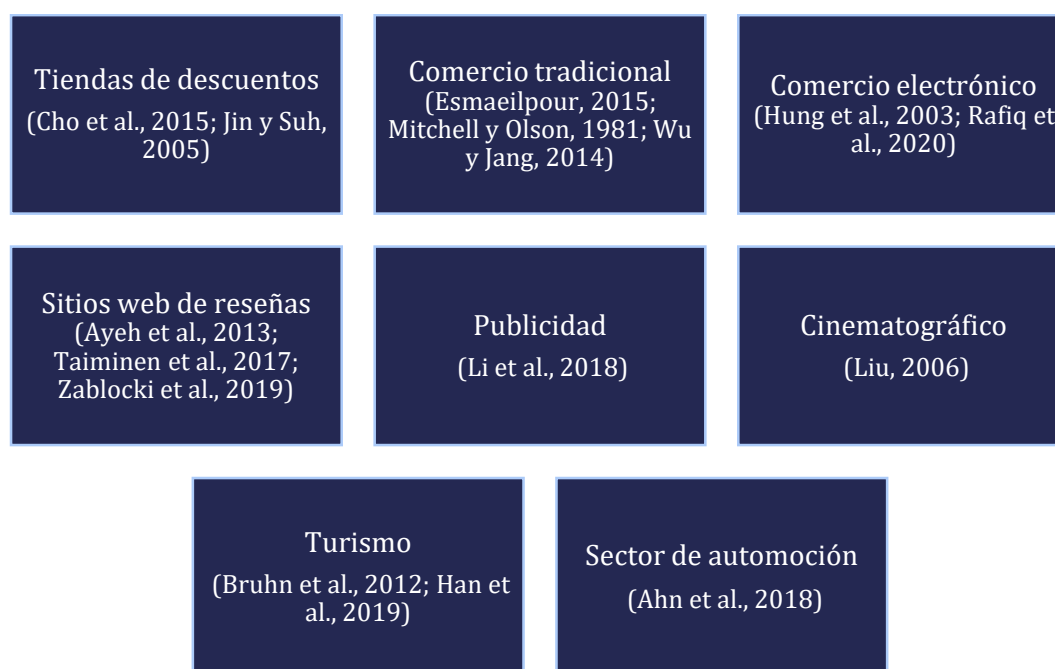 Tiendas de descuentos
(Cho et al., 2015; Jin y Suh,
2005)
Comercio tradicional
(Esmaeilpour, 2015;
Mitchell y Olson, 1981; Wu
y Jang, 2014)
Comercio electrónico
(Hung et al., 2003; Rafiq et
al., 2020)
Sitios web de reseñas
(Ayeh et al., 2013;
Taiminen et al., 2017;
Zablocki et al., 2019)
Publicidad
(Li et al., 2018)
Cinematográfico
(Liu, 2006)
Turismo
(Bruhn et al., 2012; Han et
al., 2019)
Sector de automoción
(Ahn et al., 2018)